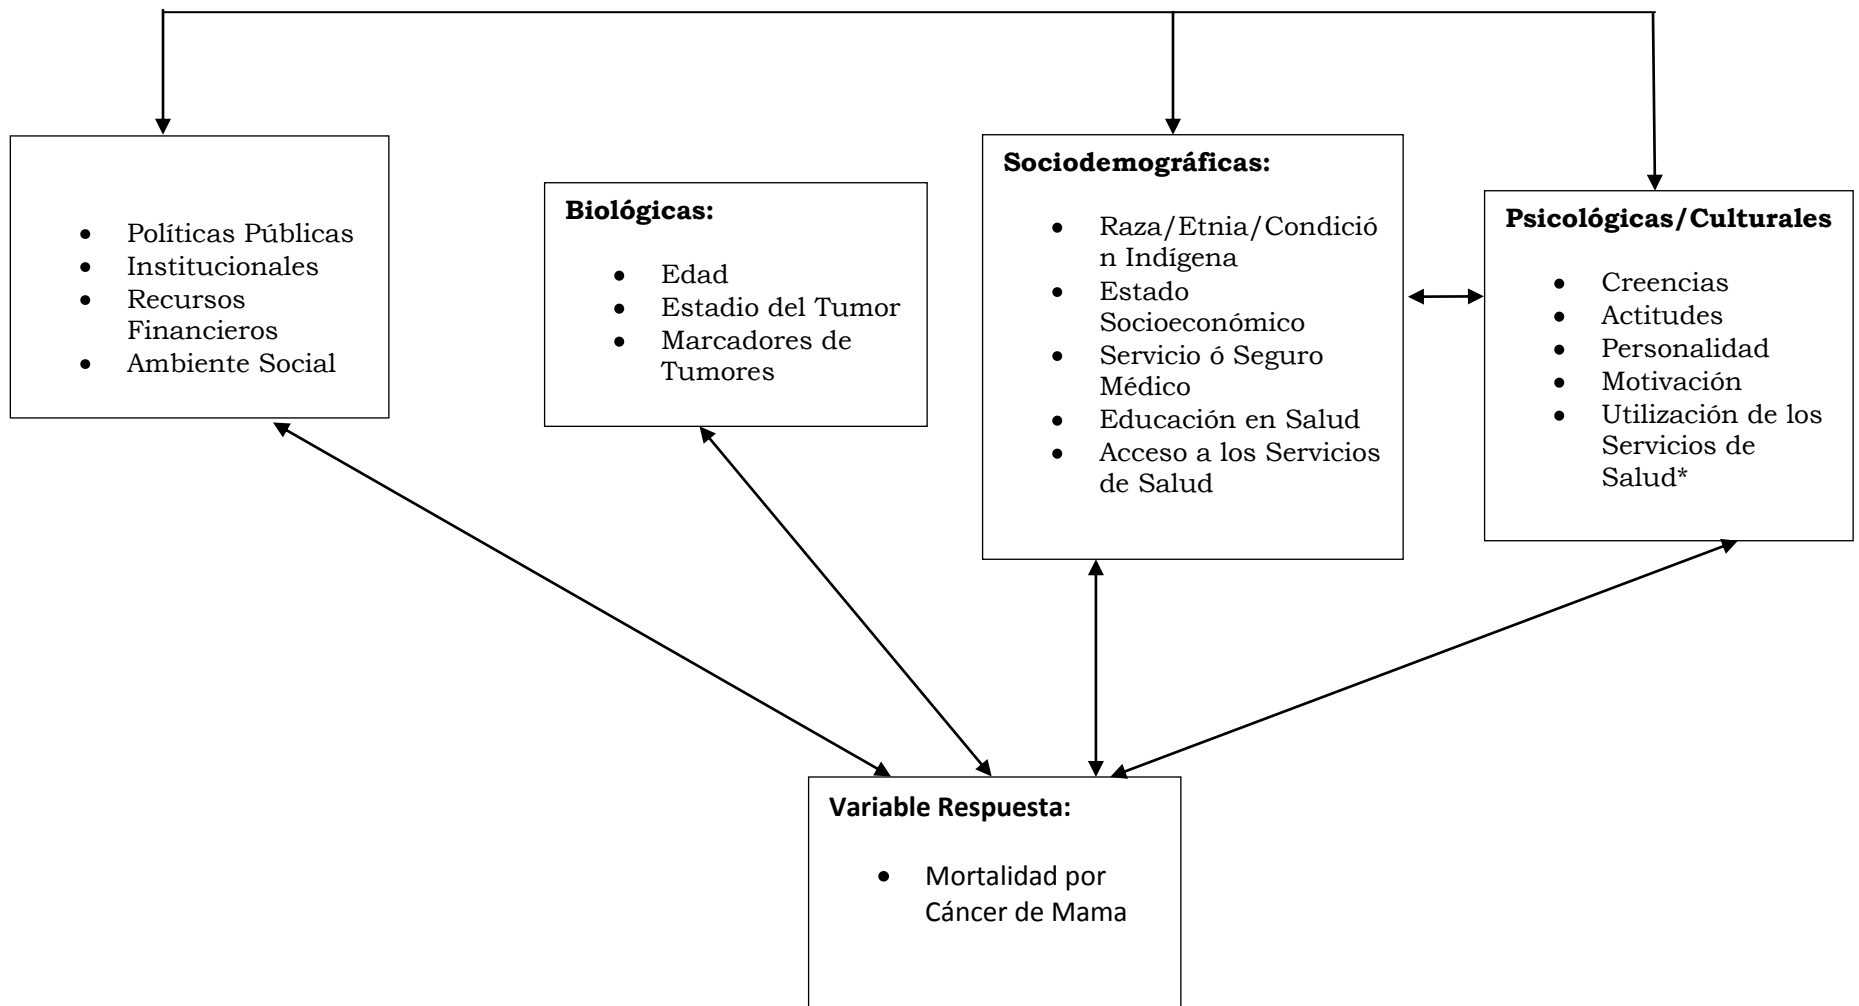 • Políticas Públicas
• Institucionales
• Recursos
Financieros
• Ambiente Social
Biológicas:
• Edad
• Estadio del Tumor
• Marcadores de
Tumores
Sociodemográficas:
• Raza/Etnia/Condició
n Indígena
• Estado
Socioeconómico
• Servicio ó Seguro
Médico
• Educación en Salud
• Acceso a los Servicios
de Salud
Psicológicas/Culturales
• Creencias
• Actitudes
• Personalidad
• Motivación
• Utilización de los
Servicios de
Salud*
Variable Respuesta:
• Mortalidad por
Cáncer de Mama